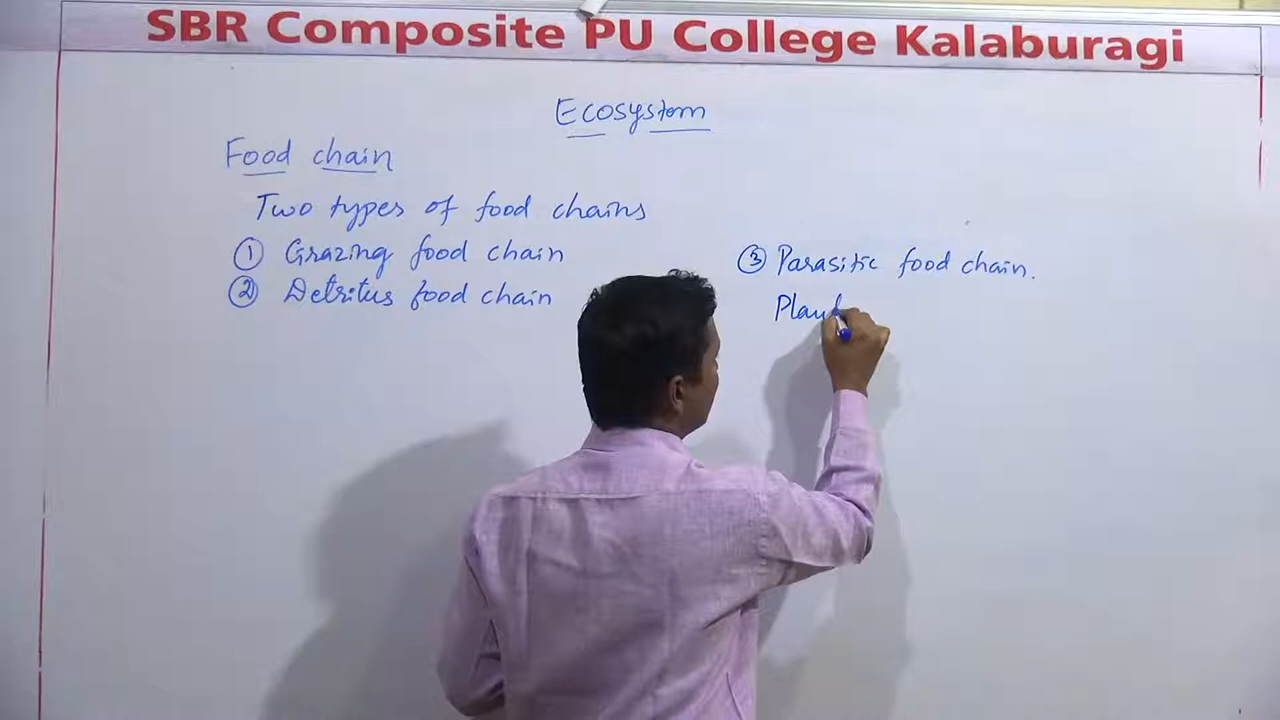 SBR Composite PU College Kalaburagi
Ecosystem
Food chain
Two types of food chains
① Grazing food chain
② Detritus food chain
③ Parasitic food chain.